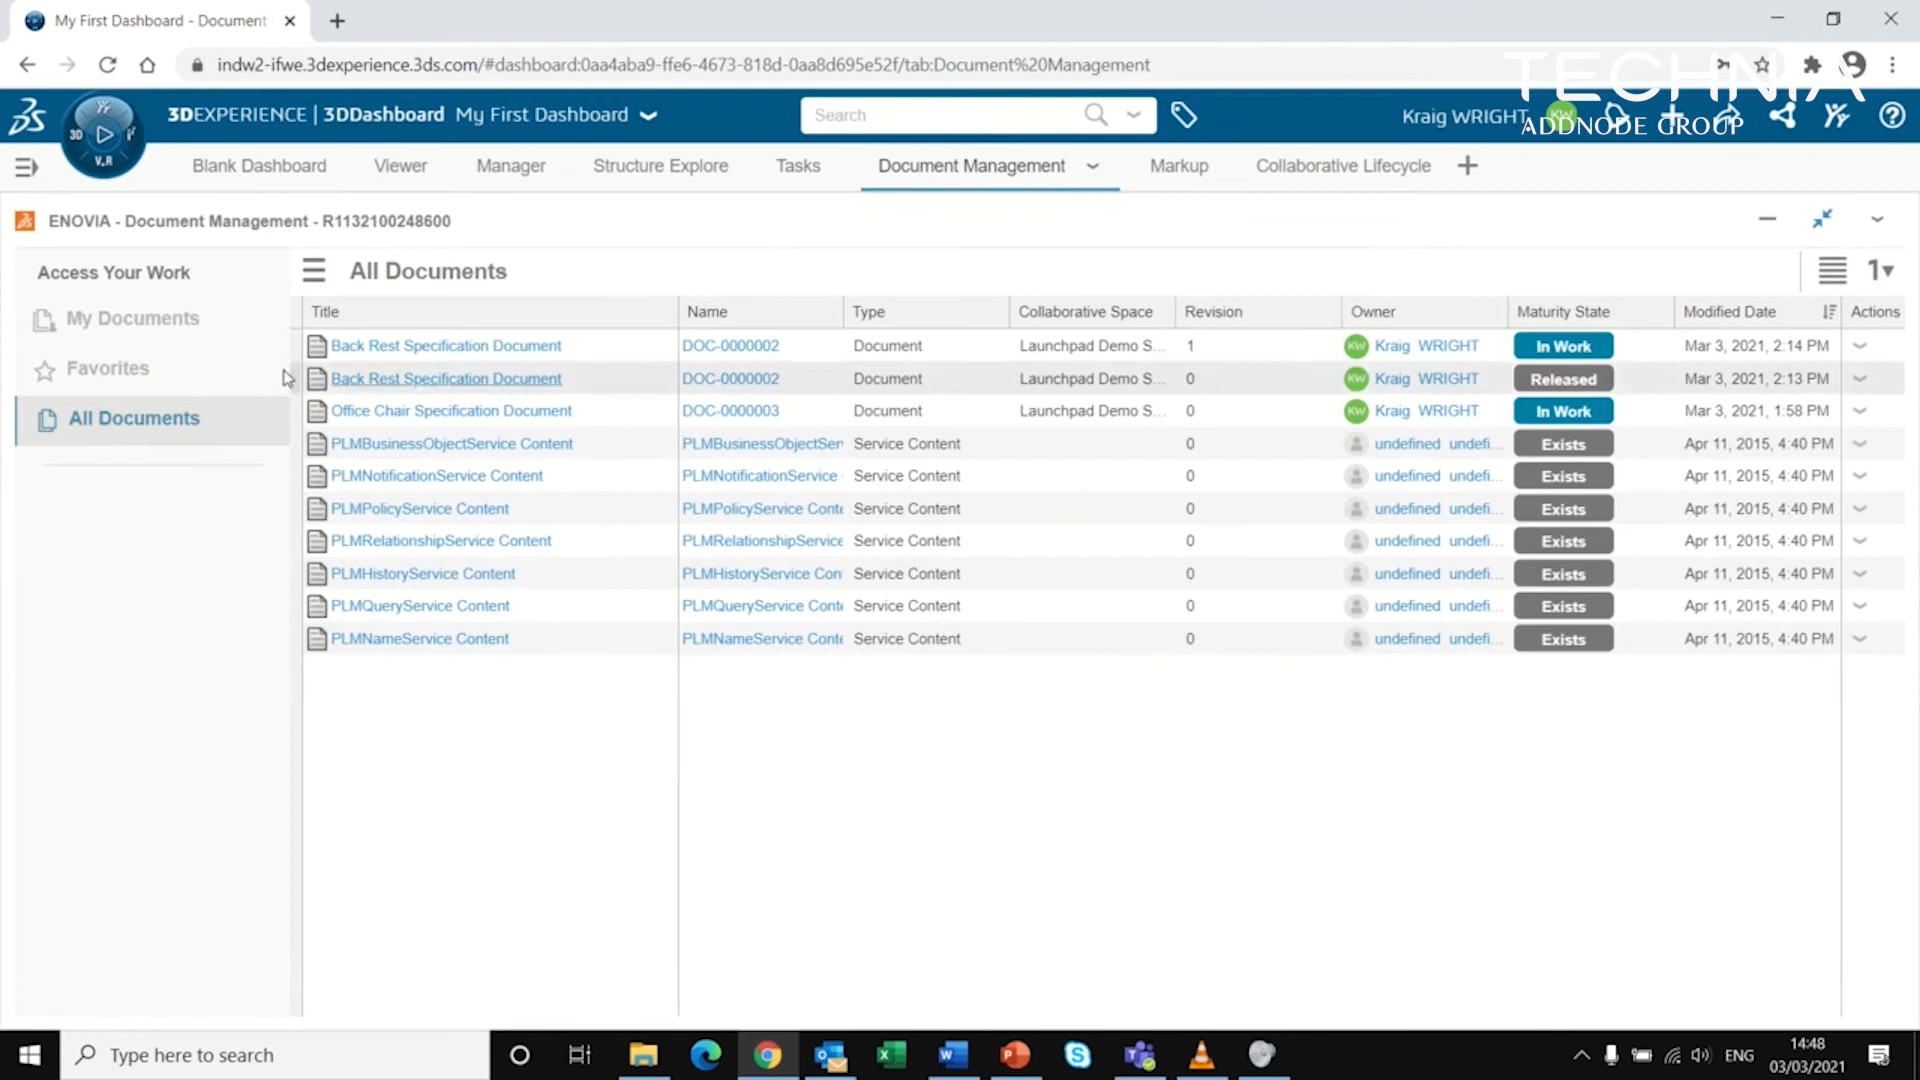 My First Dashboard - Document
indw2-ifwe.3dexperience.3ds.com/#dashboard:0aa4aba9-ffe6-4673-818d-0aa8d695e52f/tab:Document%20Management
TECHNIA
ADDNODE GROUP
3D
V.R
3DEXPERIENCE | 3DDashboard My First Dashboard
Search
Kraig WRIGHT
KW
Blank Dashboard Viewer Manager Structure Explore Tasks Document Management Markup Collaborative Lifecycle
ENOVIA - Document Management - R1132100248600
Access Your Work
My Documents
Favorites
All Documents
All Documents
1
Title Name Type Collaborative Space Revision Owner Maturity State Modified Date Actions
Back Rest Specification Document DOC-0000002 Document Launchpad Demo S... 1 KW Kraig WRIGHT In Work Mar 3, 2021, 2:14 PM
Back Rest Specification Document DOC-0000002 Document Launchpad Demo S... 0 KW Kraig WRIGHT Released Mar 3, 2021, 2:13 PM
Office Chair Specification Document DOC-0000003 Document Launchpad Demo S... 0 KW Kraig WRIGHT In Work Mar 3, 2021, 1:58 PM
PLMBusinessObjectService Content PLMBusinessObjectSer Service Content 0 undefined undefi... Exists Apr 11, 2015, 4:40 PM
PLMNotificationService Content PLMNotificationService Service Content 0 undefined undefi... Exists Apr 11, 2015, 4:40 PM
PLMPolicyService Content PLMPolicyService Conte Service Content 0 undefined undefi... Exists Apr 11, 2015, 4:40 PM
PLMRelationshipService Content PLMRelationshipService Service Content 0 undefined undefi... Exists Apr 11, 2015, 4:40 PM
PLMHistoryService Content PLMHistoryService Con Service Content 0 undefined undefi... Exists Apr 11, 2015, 4:40 PM
PLMQueryService Content PLMQueryService Conte Service Content 0 undefined undefi... Exists Apr 11, 2015, 4:40 PM
PLMNameService Content PLMNameService Conte Service Content 0 undefined undefi... Exists Apr 11, 2015, 4:40 PM
Type here to search
ENG
14:48
03/03/2021